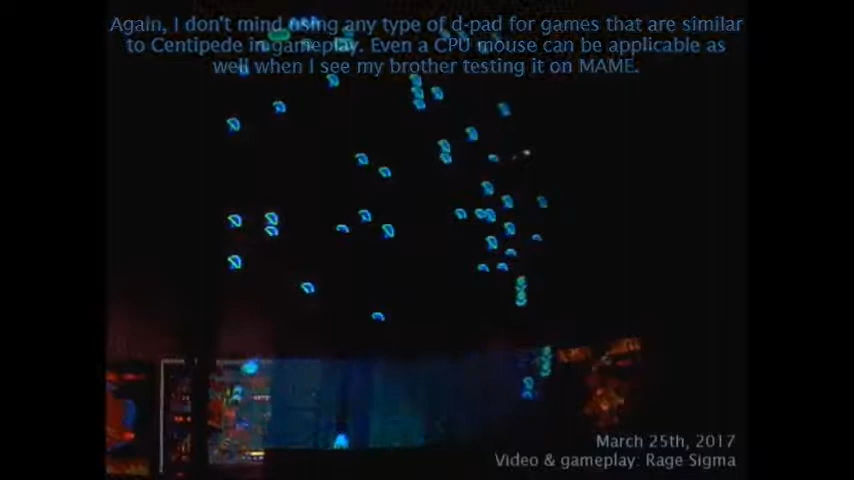 Again, I don't mind using any type of d-pad for games that are similar
to Centipede in gameplay. Even a CPU mouse can be applicable as
well when I see my brother testing it on MAME.
March 25th, 2017
Video & gameplay: Rage Sigma